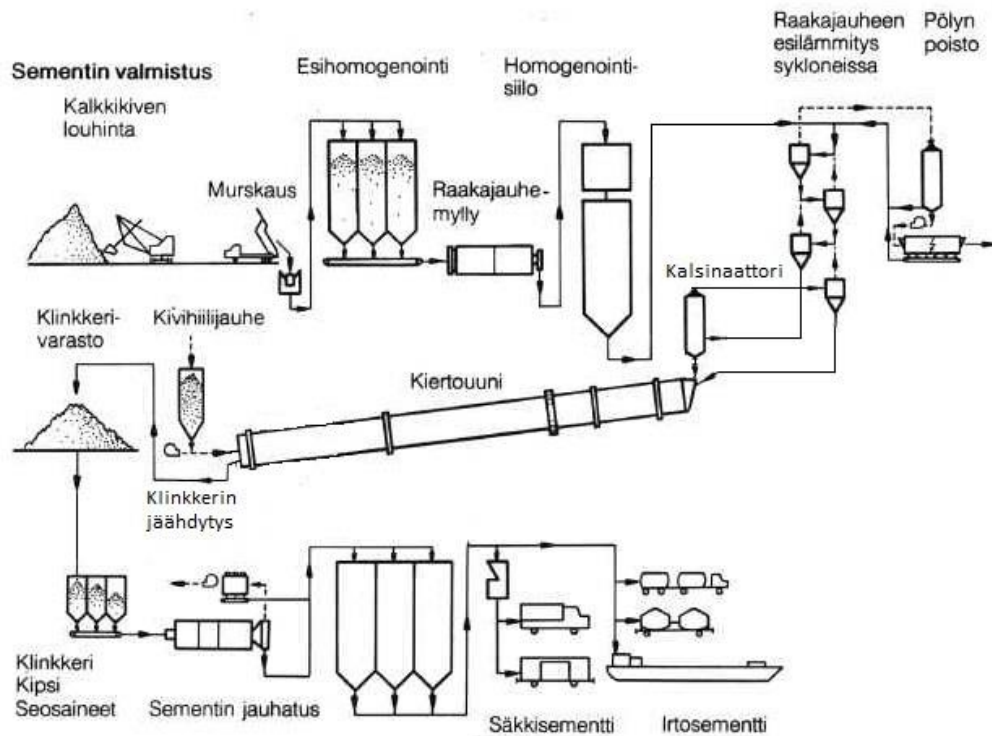 Sementin valmistus
Kalkkikiven
louhinta
Murskaus
Esihomogenointi
Raakajauhe-
mylly
Homogenointi-
siilo
Raakajauheen
esilämmitys
sykloneissa
Põlyn
poisto
Kalsinaattori
Klinkkeri-
varasto
Kivihiilijauhe
Kiertouuni
Klinkkerin
jäähdytys
Klinkkeri
Kipsi
Seosaineet
Sementin jauhatus
Säkkisementti
Irtosementti